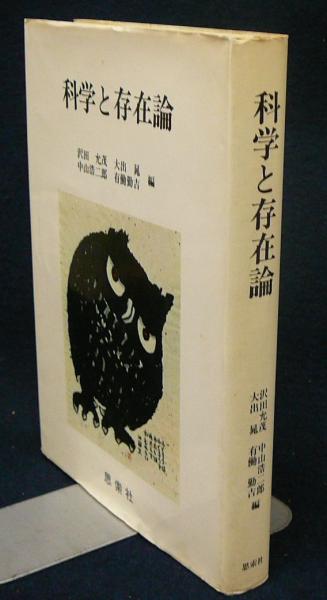 科学と存在論
沢田允茂 大出晁
中山浩二郎 有働勤吉 編
思索社
科学と存在論
沢田允茂 中山浩二郎
大出晁 有働勤吉 編
思索社